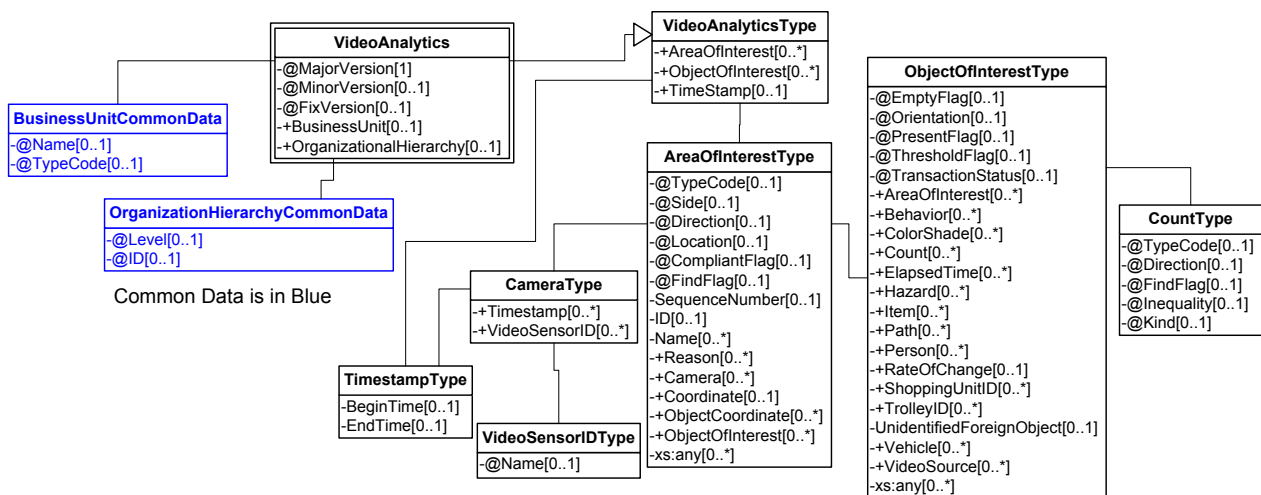 VideoAnalytics
-@MajorVersion[1]
-@MinorVersion[0..1]
-@FixVersion[0..1]
-+BusinessUnit[0..1]
-+OrganizationalHierarchy[0..1]
VideoAnalyticsType
-+AreaOfInterest[0..*]
-+ObjectOfInterest[0..*]
-+TimeStamp[0..1]
BusinessUnitCommonData
-@Name[0..1]
-@TypeCode[0..1]
OrganizationHierarchyCommonData
-@Level[0..1]
-@ID[0..1]
Common Data is in Blue
CameraType
-+Timestamp[0..*]
-+VideoSensorID[0..*]
TimestampType
-BeginTime[0..1]
-EndTime[0..1]
VideoSensorIDType
-@Name[0..1]
AreaOfInterestType
-@TypeCode[0..1]
-@Side[0..1]
-@Direction[0..1]
-@Location[0..1]
-@CompliantFlag[0..1]
-@FindFlag[0..1]
-SequenceNumber[0..1]
-ID[0..1]
-Name[0..*]
-+Reason[0..*]
-+Camera[0..*]
-+Coordinate[0..1]
-+ObjectCoordinate[0..*]
-+ObjectOfInterest[0..*]
-xs:any[0..*]
ObjectOfInterestType
-@EmptyFlag[0..1]
-@Orientation[0..1]
-@PresentFlag[0..1]
-@ThresholdFlag[0..1]
-@TransactionStatus[0..1]
-+AreaOfInterest[0..*]
-+Behavior[0..*]
-+ColorShade[0..*]
-+Count[0..*]
-+ElapsedTime[0..*]
-+Hazard[0..*]
-+Item[0..*]
-+Path[0..*]
-+Person[0..*]
-+RateOfChange[0..1]
-+ShoppingUnitID[0..*]
-+TrolleyID[0..*]
-UnidentifiedForeignObject[0..1]
-+Vehicle[0..*]
-+VideoSource[0..*]
-xs:any[0..*]
CountType
-@TypeCode[0..1]
-@Direction[0..1]
-@FindFlag[0..1]
-@Inequality[0..1]
-@Kind[0..1]